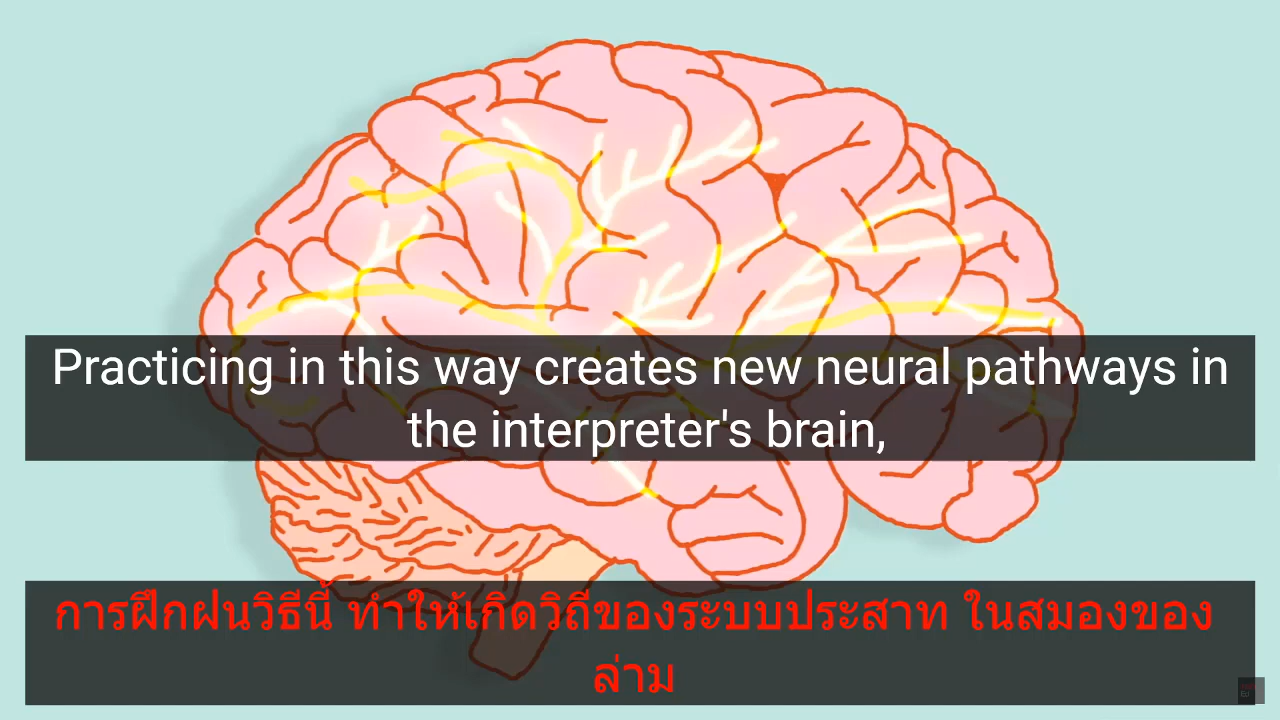 Practicing in this way creates new neural pathways in
the interpreter's brain,
การฝึกฝนวิธีนี้ ทำให้เกิดวิถีของระบบประสาท ในสมองของ
ล่าม